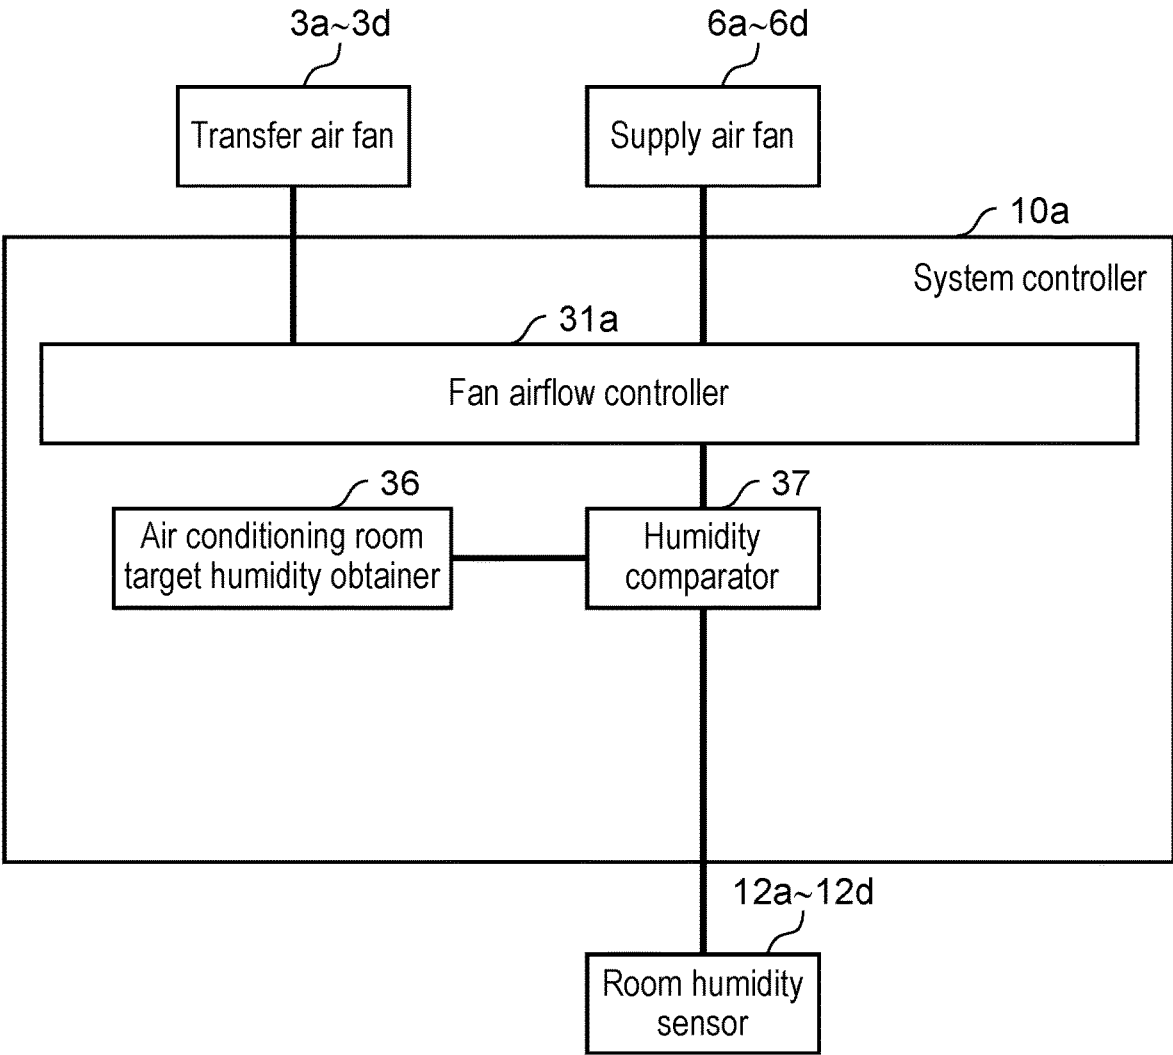 3a~3d
6a~6d
Transfer air fan
Supply air fan
10a
System controller
31a
Fan airflow controller
36
37
Air conditioning room
target humidity obtainer
Humidity
comparator
12a~12d
Room humidity
sensor